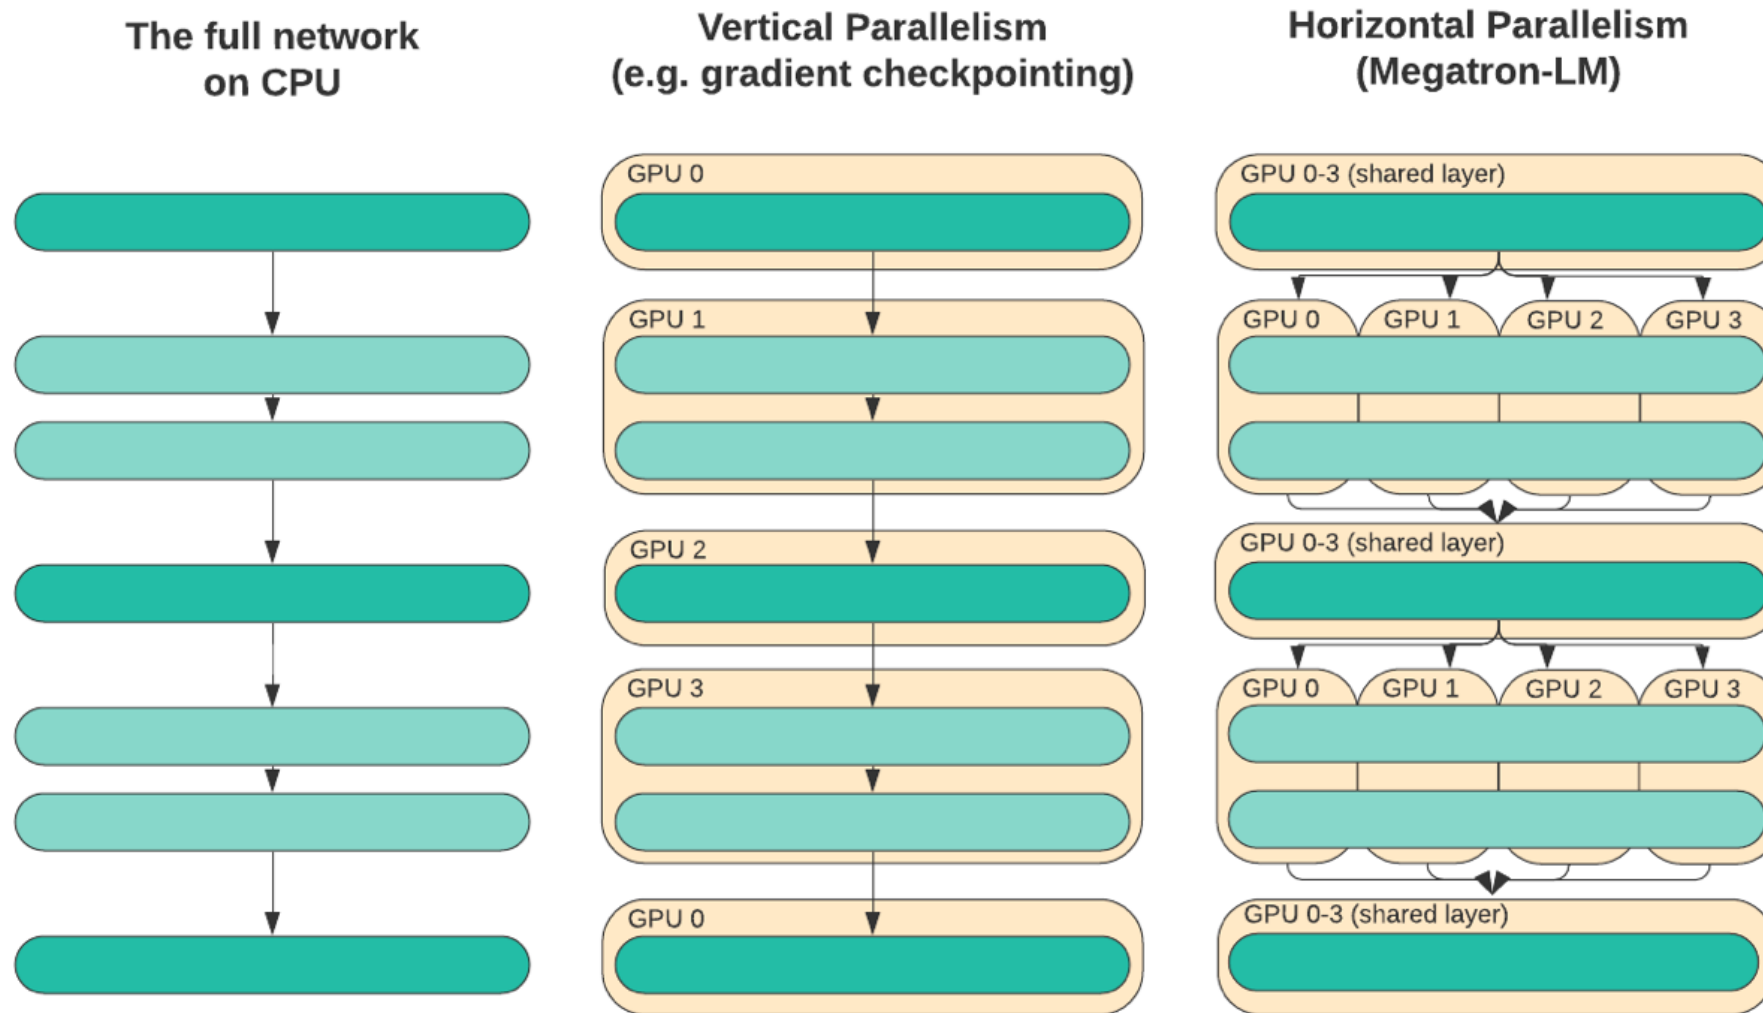 The full network
on CPU
Vertical Parallelism
(e.g. gradient checkpointing)
GPU 0
GPU 1
GPU 2
GPU 3
GPU 0
Horizontal Parallelism
(Megatron-LM)
GPU 0-3 (shared layer)
GPU 0 GPU 1 GPU 2 GPU 3
GPU 0-3 (shared layer)
GPU 0 GPU 1 GPU 2 GPU 3
GPU 0-3 (shared layer)